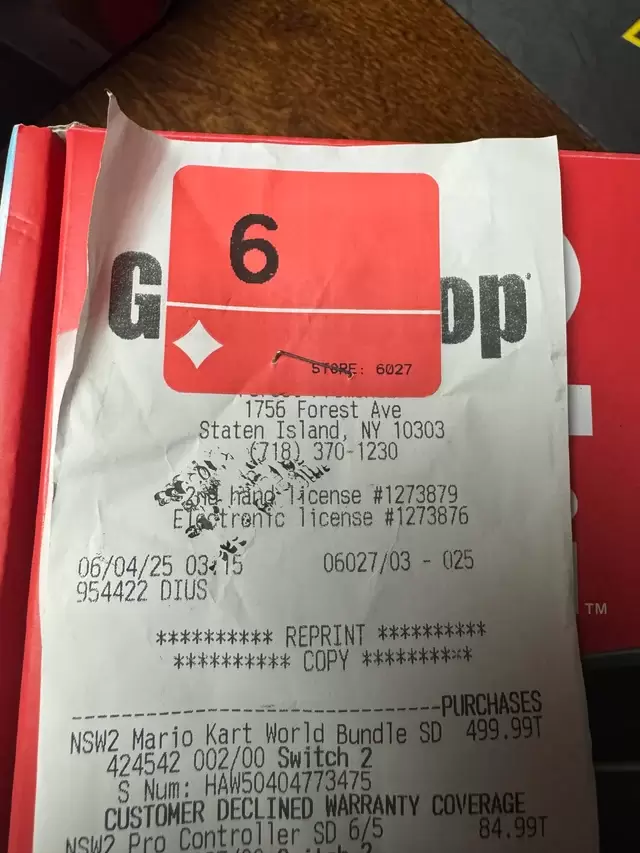 6
G op
STORE: 6027
1756 Forest Ave
Staten Island, NY 10303
(718) 370-1230
2nd hand license #1273879
Electronic license #1273876
06/04/25 03:15 06027/03 - 025
954422 DIUS
********** REPRINT **********
********** COPY **********
--------------------------------PURCHASES
NSW2 Mario Kart World Bundle SD 499.99T
424542 002/00 Switch 2
S Num: HAW50404773475
CUSTOMER DECLINED WARRANTY COVERAGE
NSW2 Pro Controller SD 6/5 84.99T
Switch 2
TM